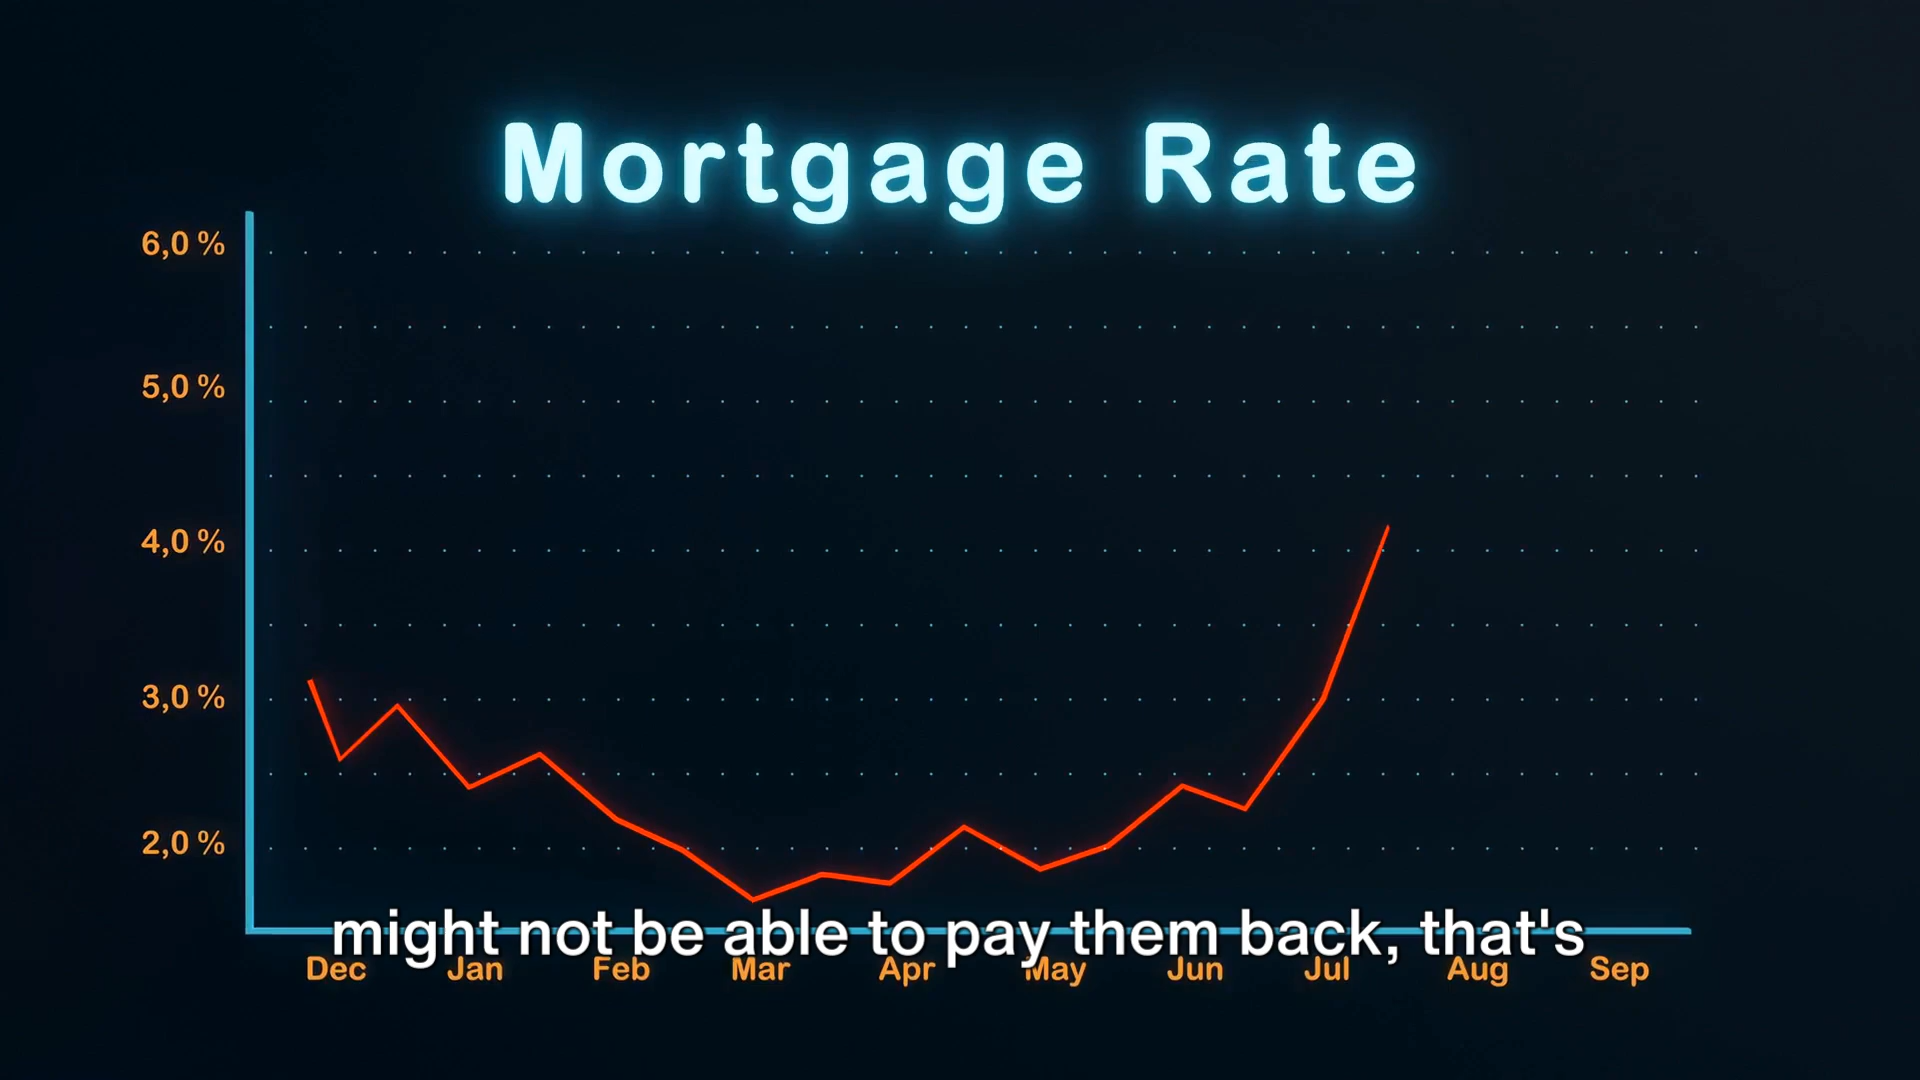 Mortgage Rate
6,0 %
5,0 %
4,0 %
3,0 %
2,0 %
might not be able to pay them back, that's
Dec Jan Feb Mar Apr May Jun Jul Aug Sep